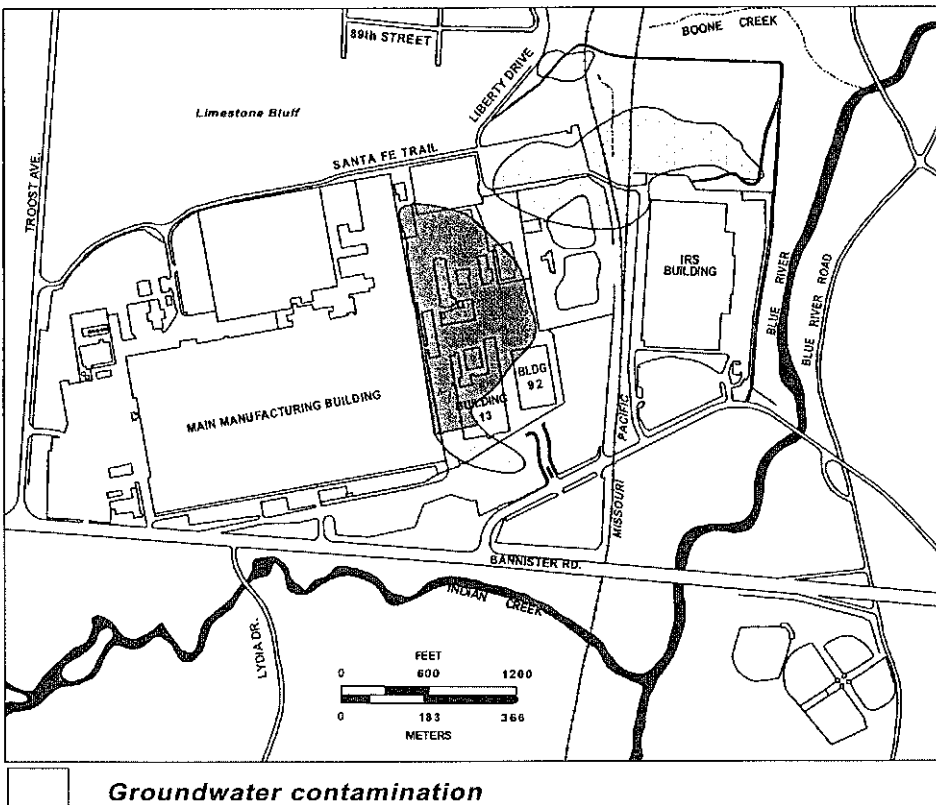 89th STREET
BOONE CREEK
LIBERTY DRIVE
Limestone Bluff
SANTA FE TRAIL
TROOST AVE.
IRS
BUILDING
BLUE RIVER
BLUE RIVER ROAD
BLDG
92
MAIN MANUFACTURING BUILDING
BUILDING
13
MISSOURI PACIFIC
BANNISTER RD.
INDIAN CREEK
LYDIA DR.
FEET
0 600 1200
0 183 366
METERS
Groundwater contamination